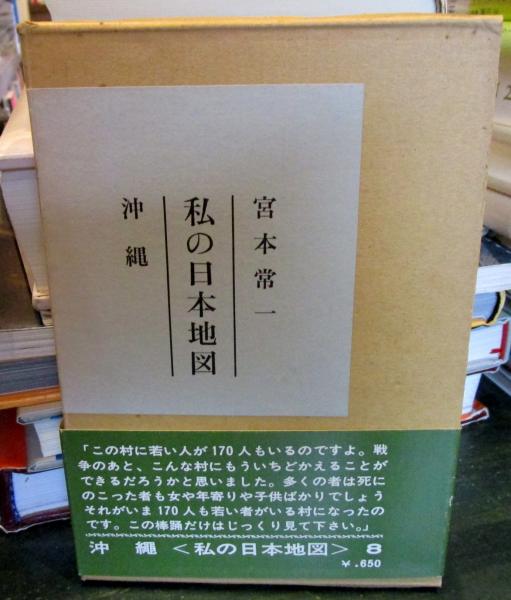 宮本常一
私の日本地図
沖縄
「この村に若い人が170人もいるのですよ。戦
争のあと、こんな村にもういちどかえることが
できるだろうかと思いました。多くの者は死に
のこった者も女や年寄りや子供ばかりでしょう
それがいま170人も若い者がいる村になったの
です。この棒踊だけはじっくり見て下さい。」
沖繩<私の日本地図>8
¥.650